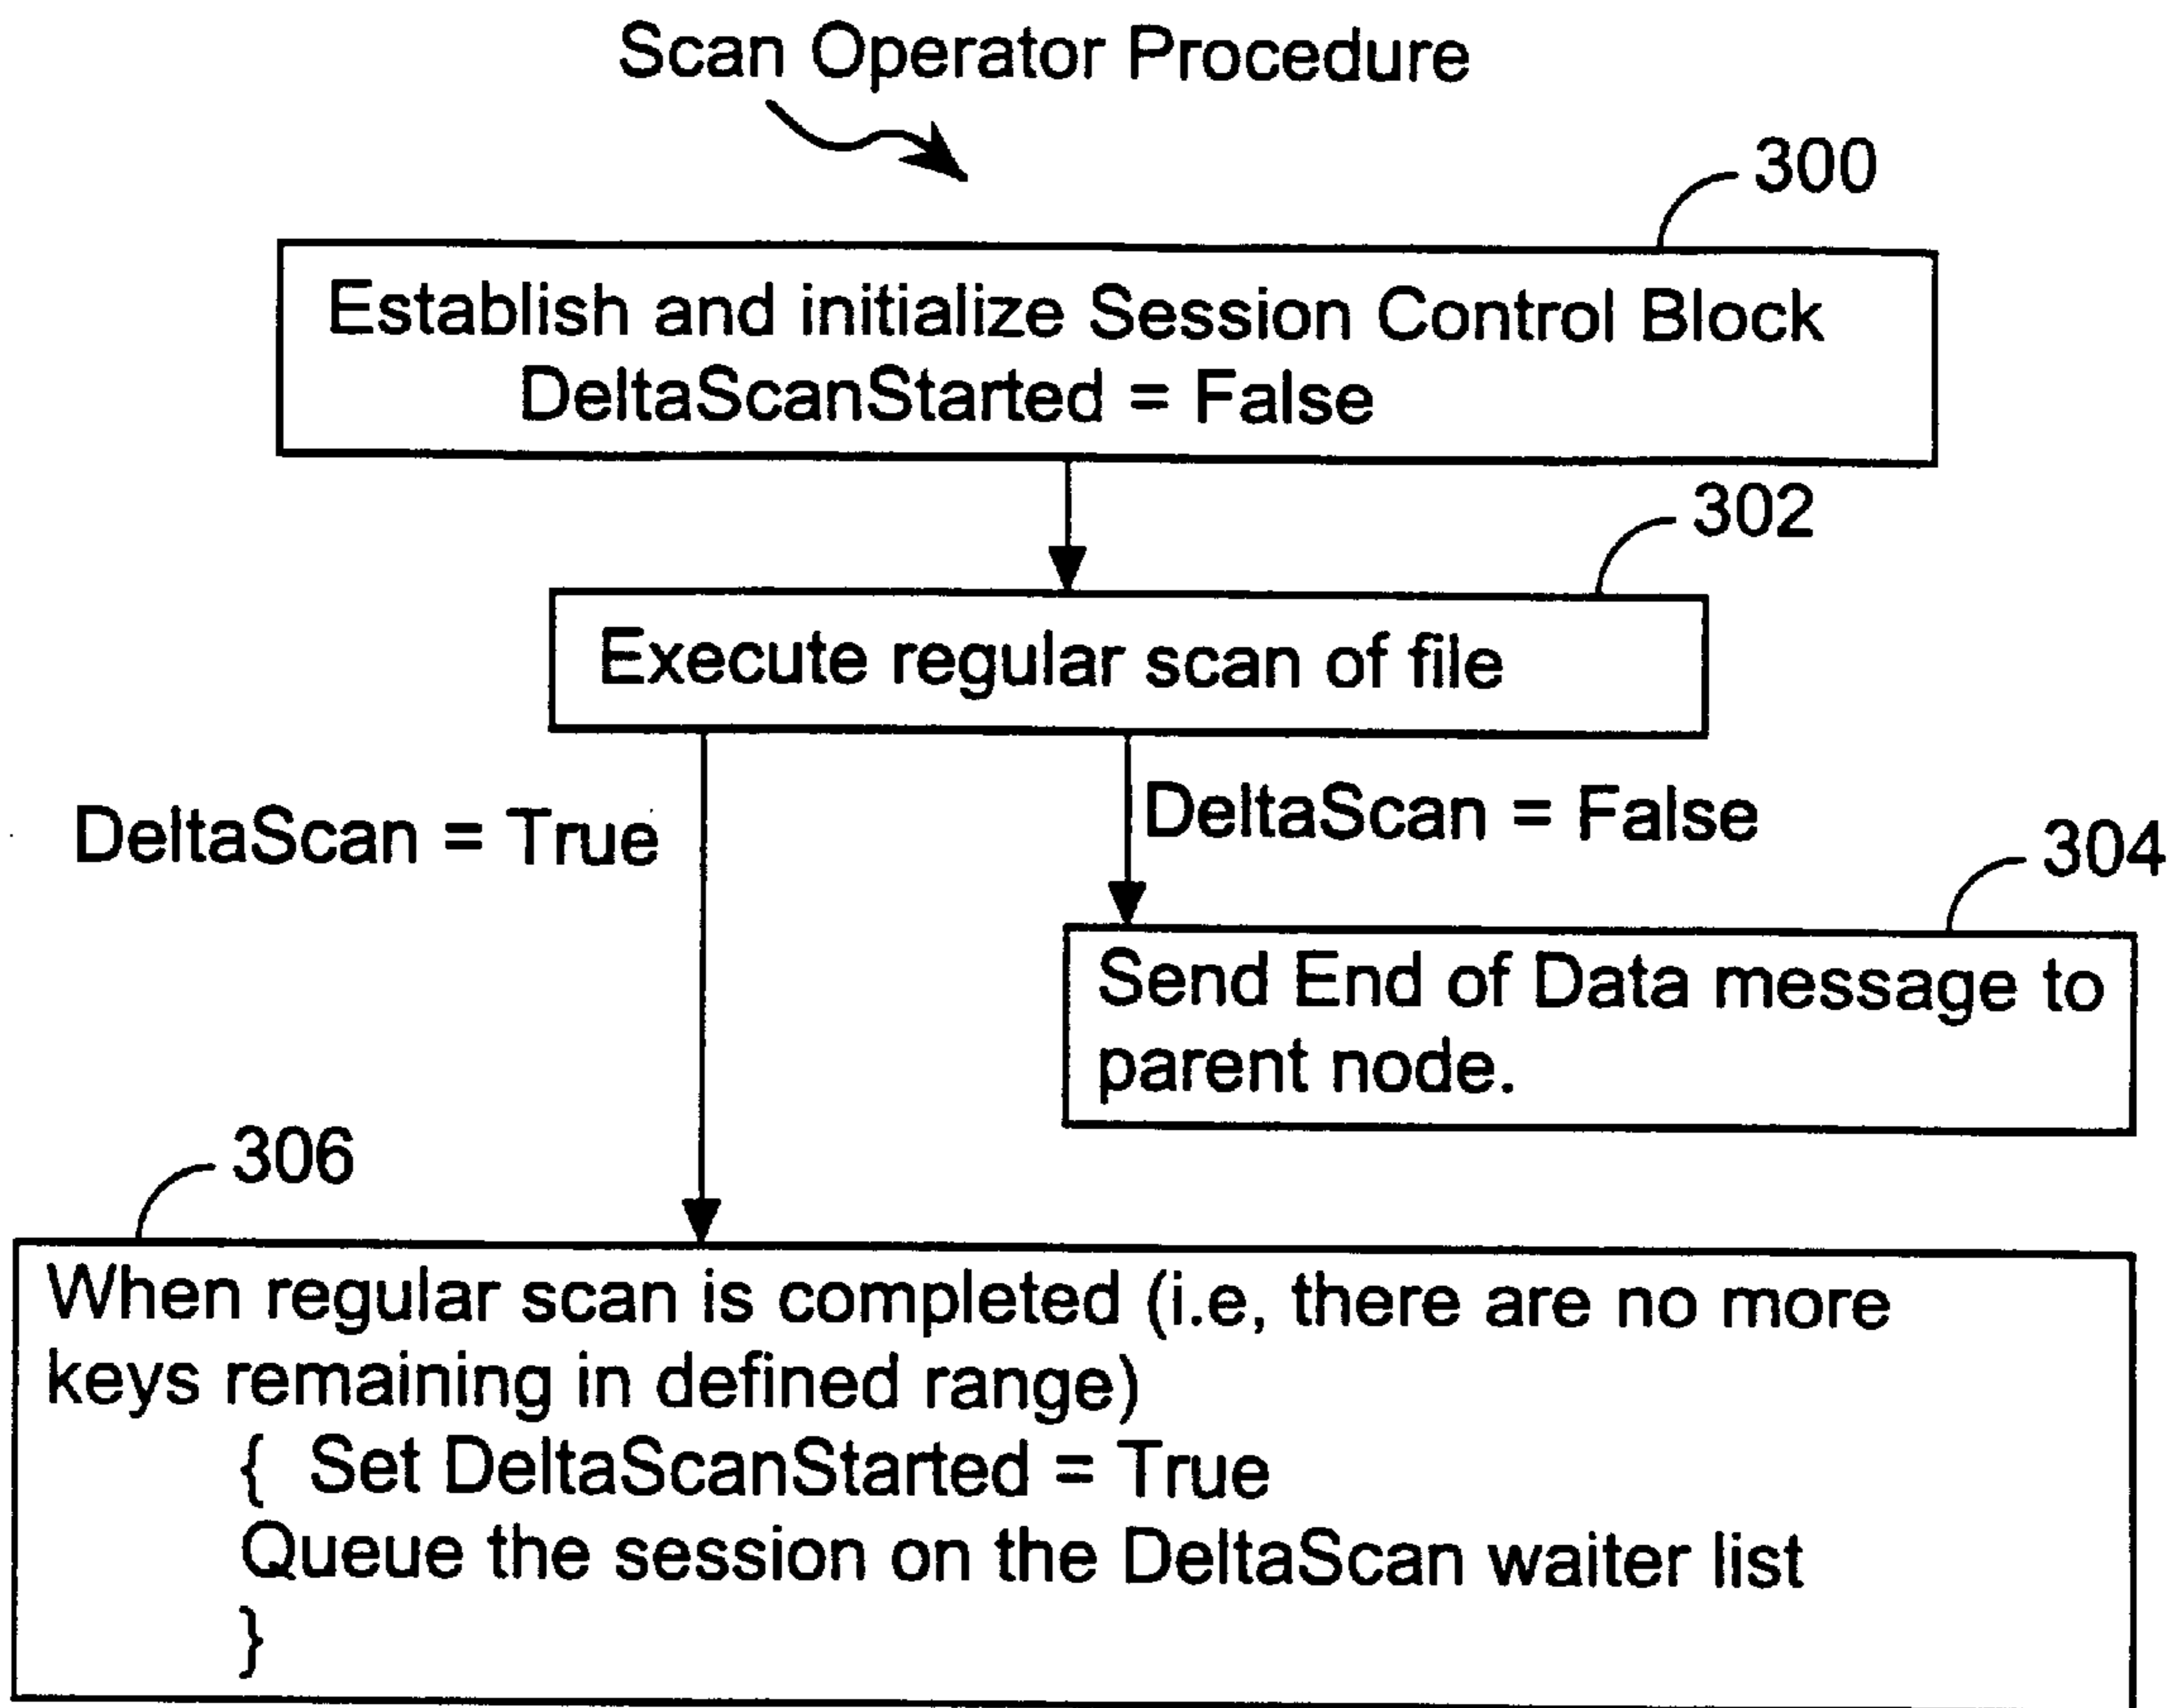 Scan Operator Procedure
300
Establish and initialize Session Control Block
DeltaScanStarted = False
302
Execute regular scan of file
DeltaScan = True
DeltaScan = False
304
Send End of Data message to
parent node.
306
When regular scan is completed (i.e, there are no more
keys remaining in defined range)
{ Set DeltaScanStarted = True
Queue the session on the DeltaScan waiter list
}